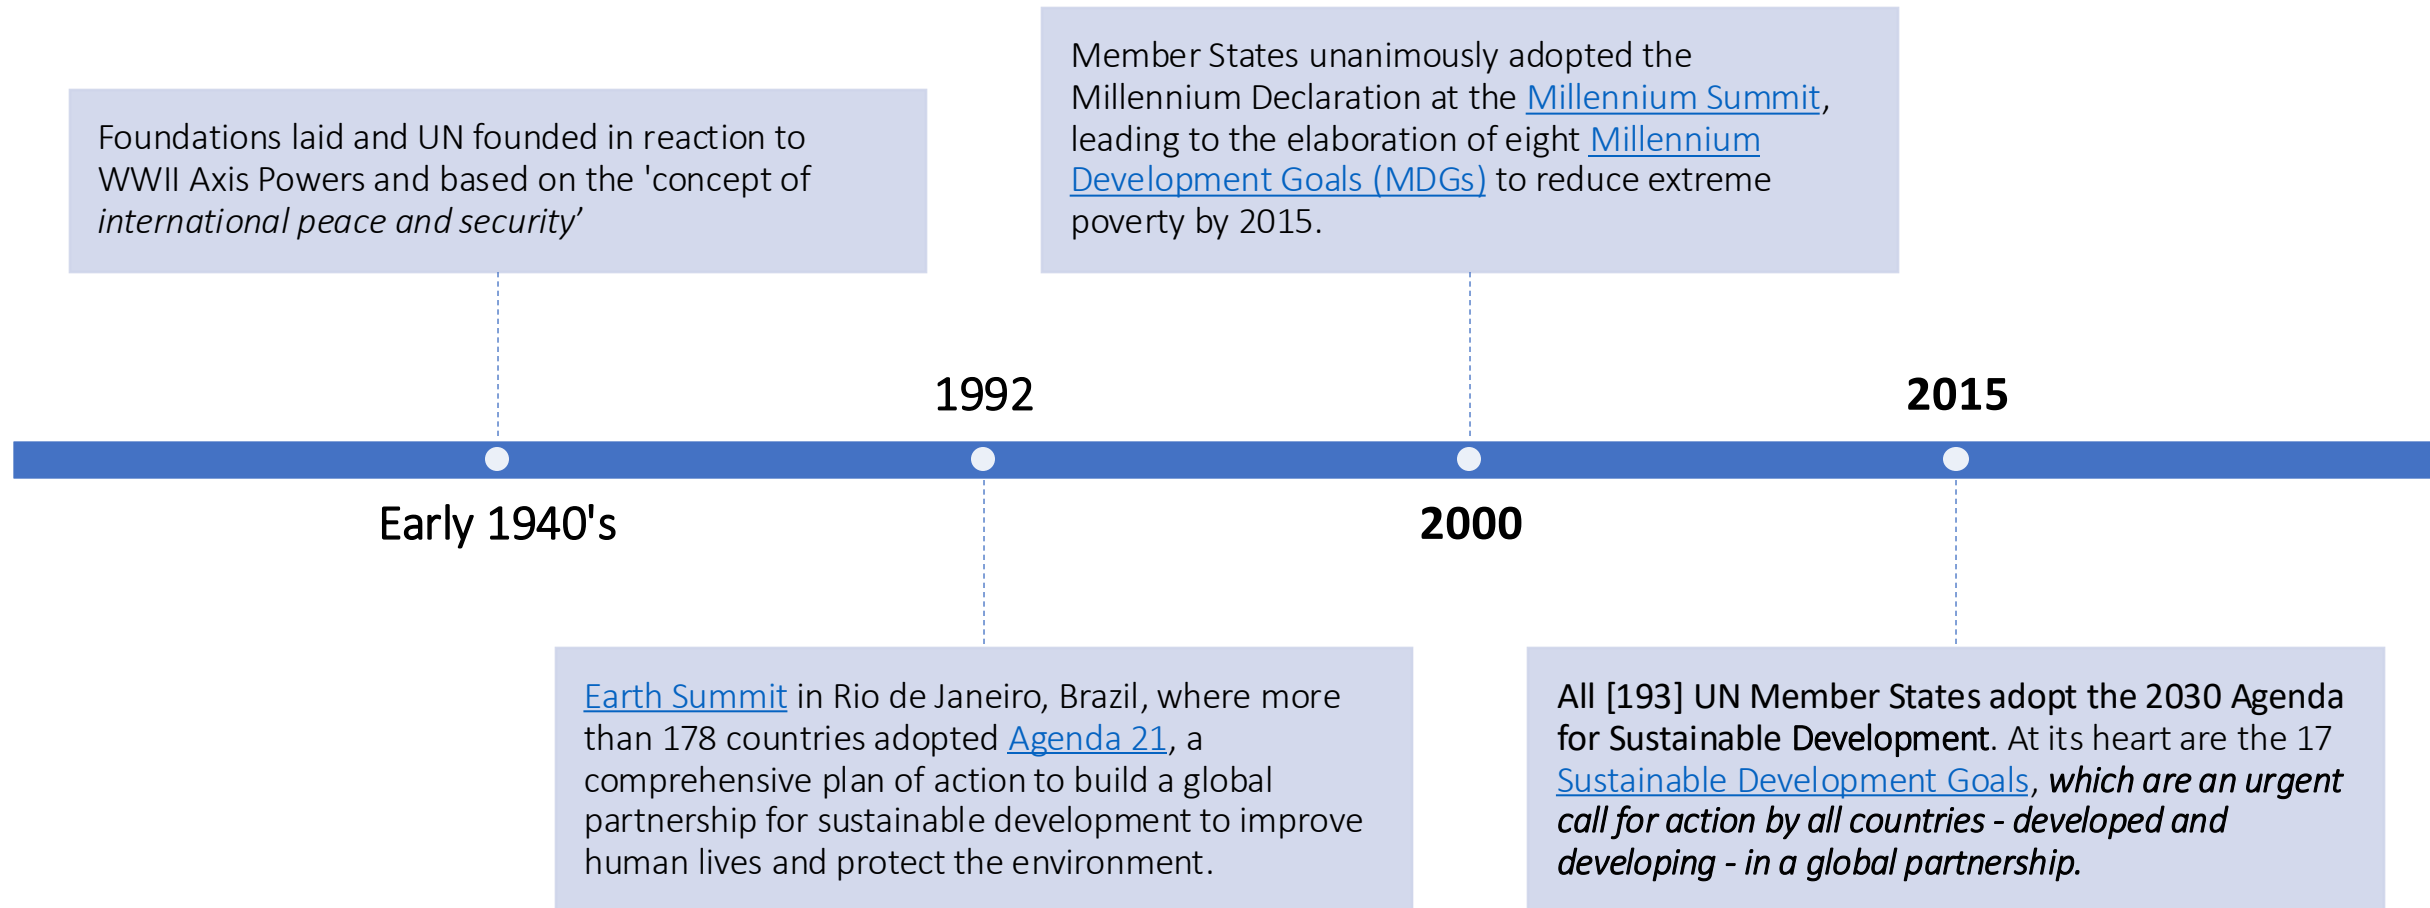 Foundations laid and UN founded in reaction to
WWII Axis Powers and based on the 'concept of
international peace and security’
Early 1940's
1992
Earth Summit in Rio de Janeiro, Brazil, where more
than 178 countries adopted Agenda 21, a
comprehensive plan of action to build a global
partnership for sustainable development to improve
human lives and protect the environment.
Member States unanimously adopted the
Millennium Declaration at the Millennium Summit,
leading to the elaboration of eight Millennium
Development Goals (MDGs) to reduce extreme
poverty by 2015.
2000
2015
All [193] UN Member States adopt the 2030 Agenda
for Sustainable Development. At its heart are the 17
Sustainable Development Goals, which are an urgent
call for action by all countries - developed and
developing - in a global partnership.